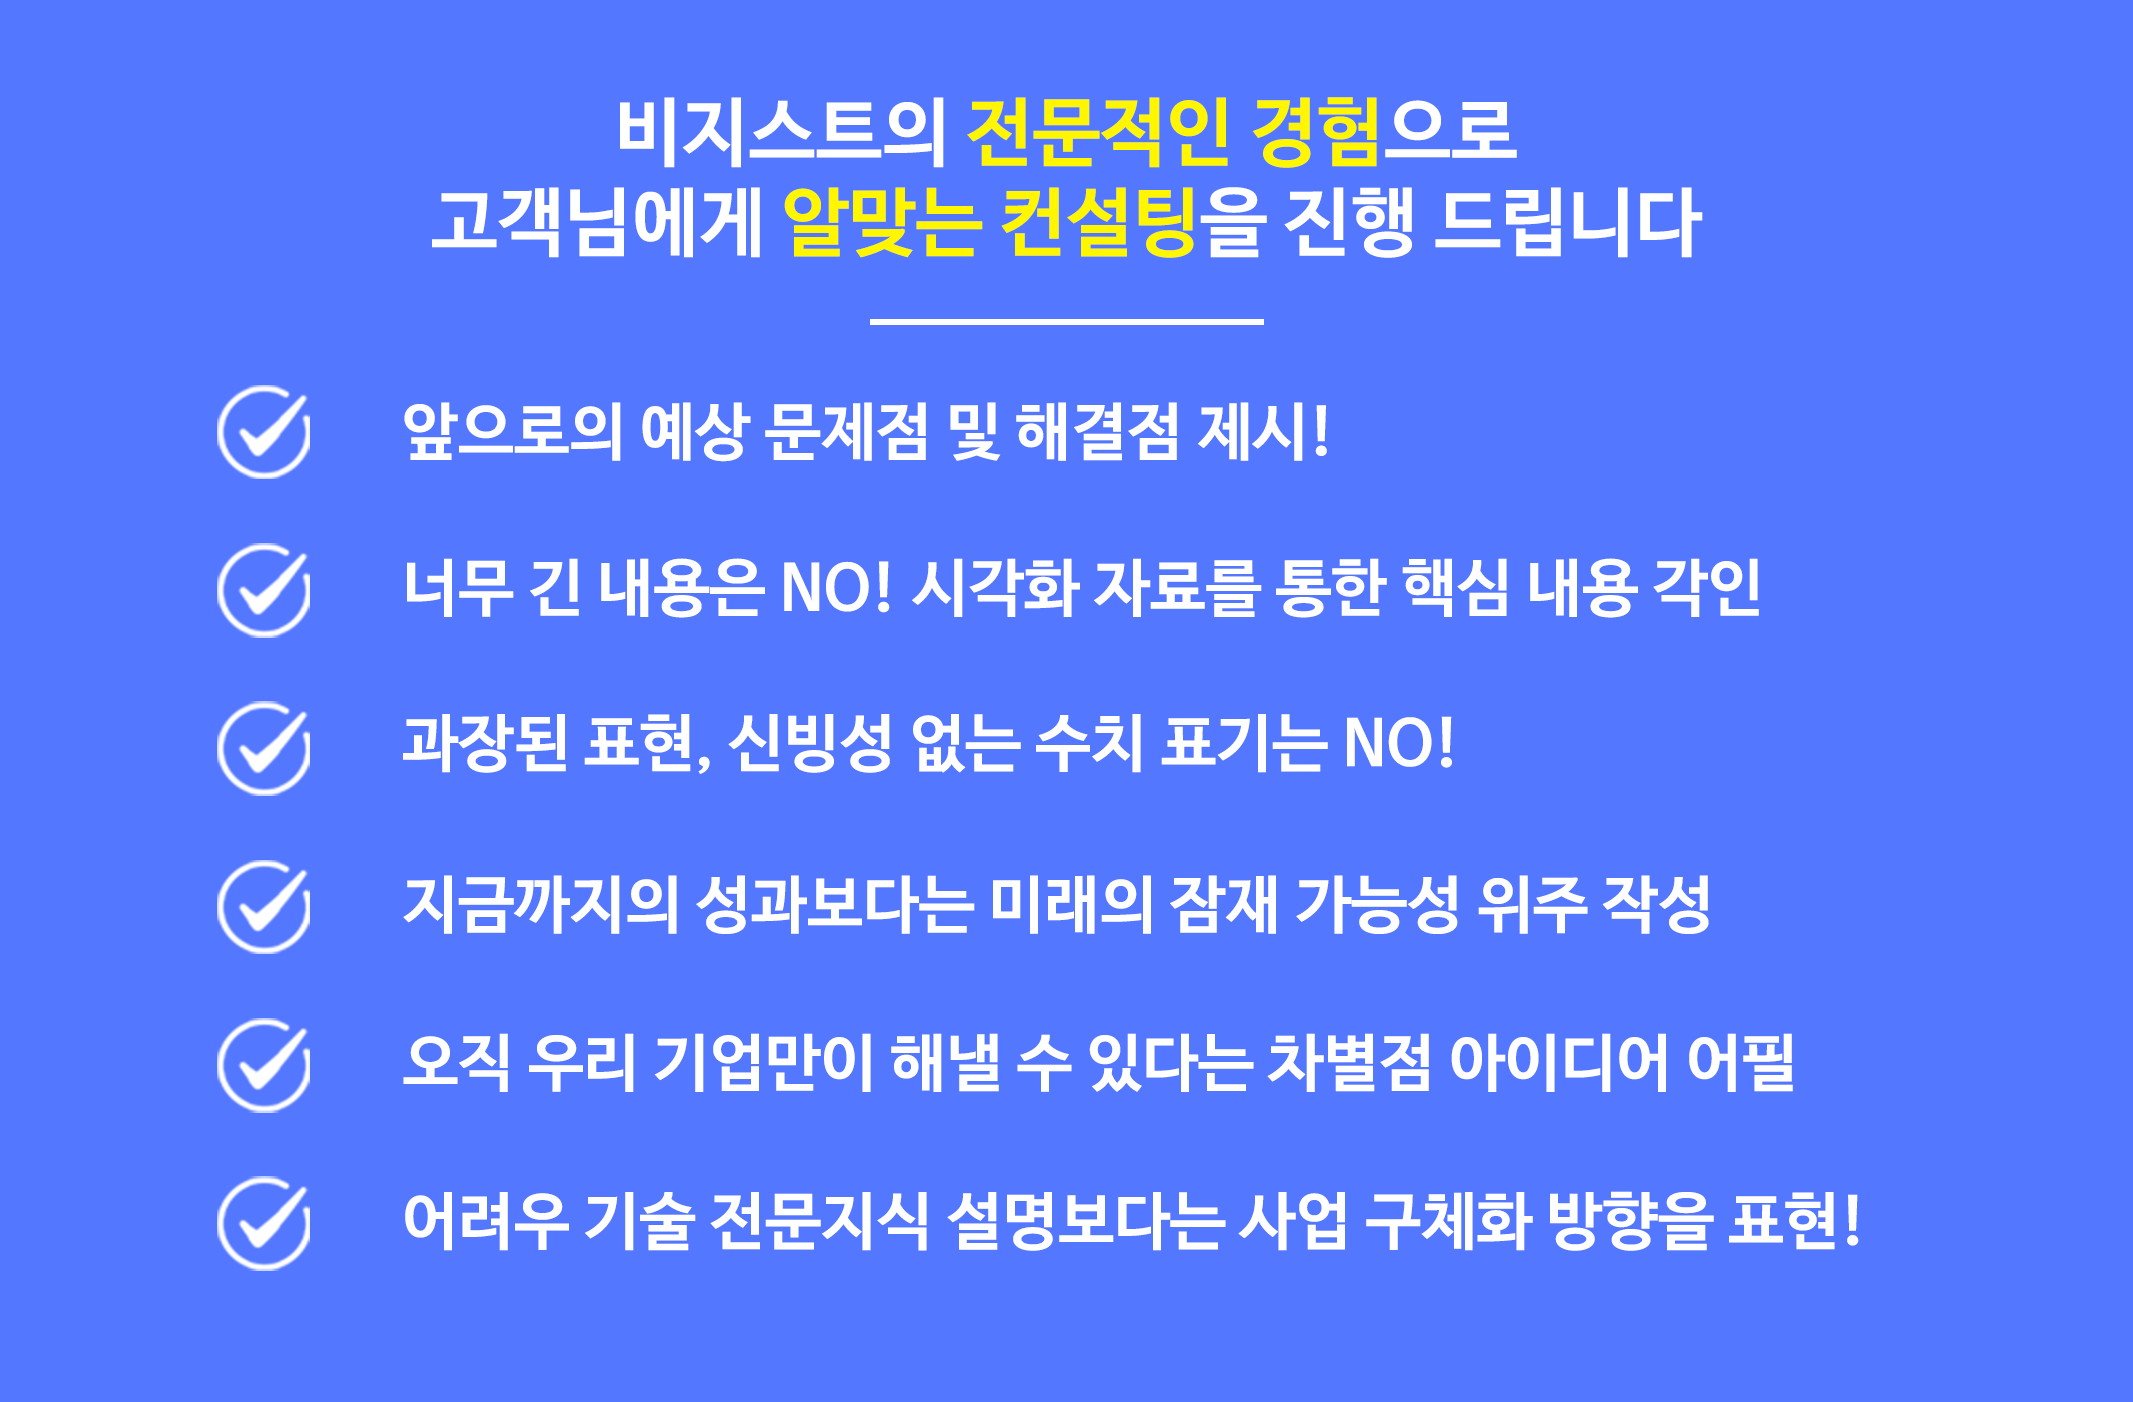 비지스트의 전문적인 경험으로
고객님에게 알맞는 컨설팅을 진행 드립니다
앞으로의 예상 문제점 및 해결점 제시!
너무 긴 내용은 NO! 시각화 자료를 통한 핵심 내용 각인
과장된 표현, 신빙성 없는 수치 표기는 NO!
지금까지의 성과보다는 미래의 잠재 가능성 위주 작성
오직 우리 기업만이 해낼 수 있다는 차별점 아이디어 어필
어려우 기술 전문지식 설명보다는 사업 구체화 방향을 표현!